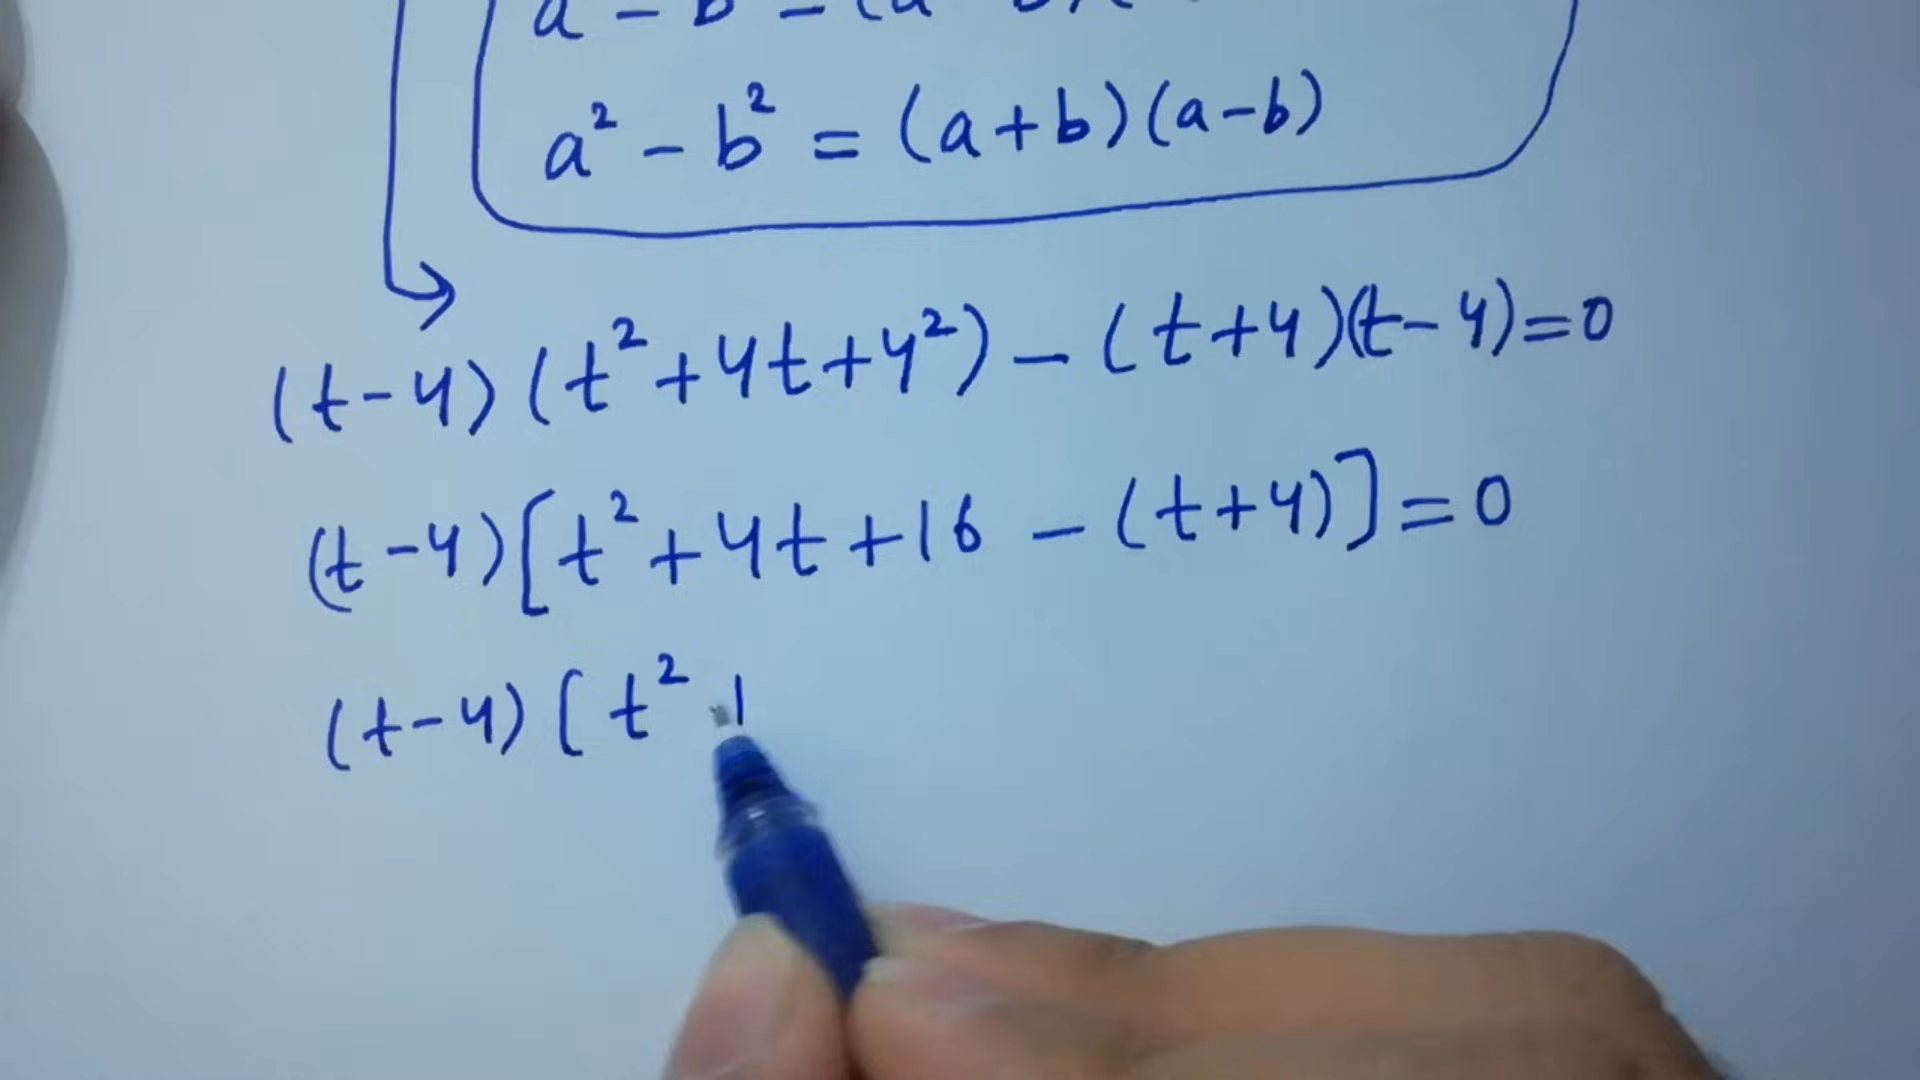 a² - b² = (a+b)(a-b)
(t-4)(t²+4t+4²) - (t+4)(t-4)=0
(t-4)[t²+4t+16 - (t+4)]=0
(t-4)[t²